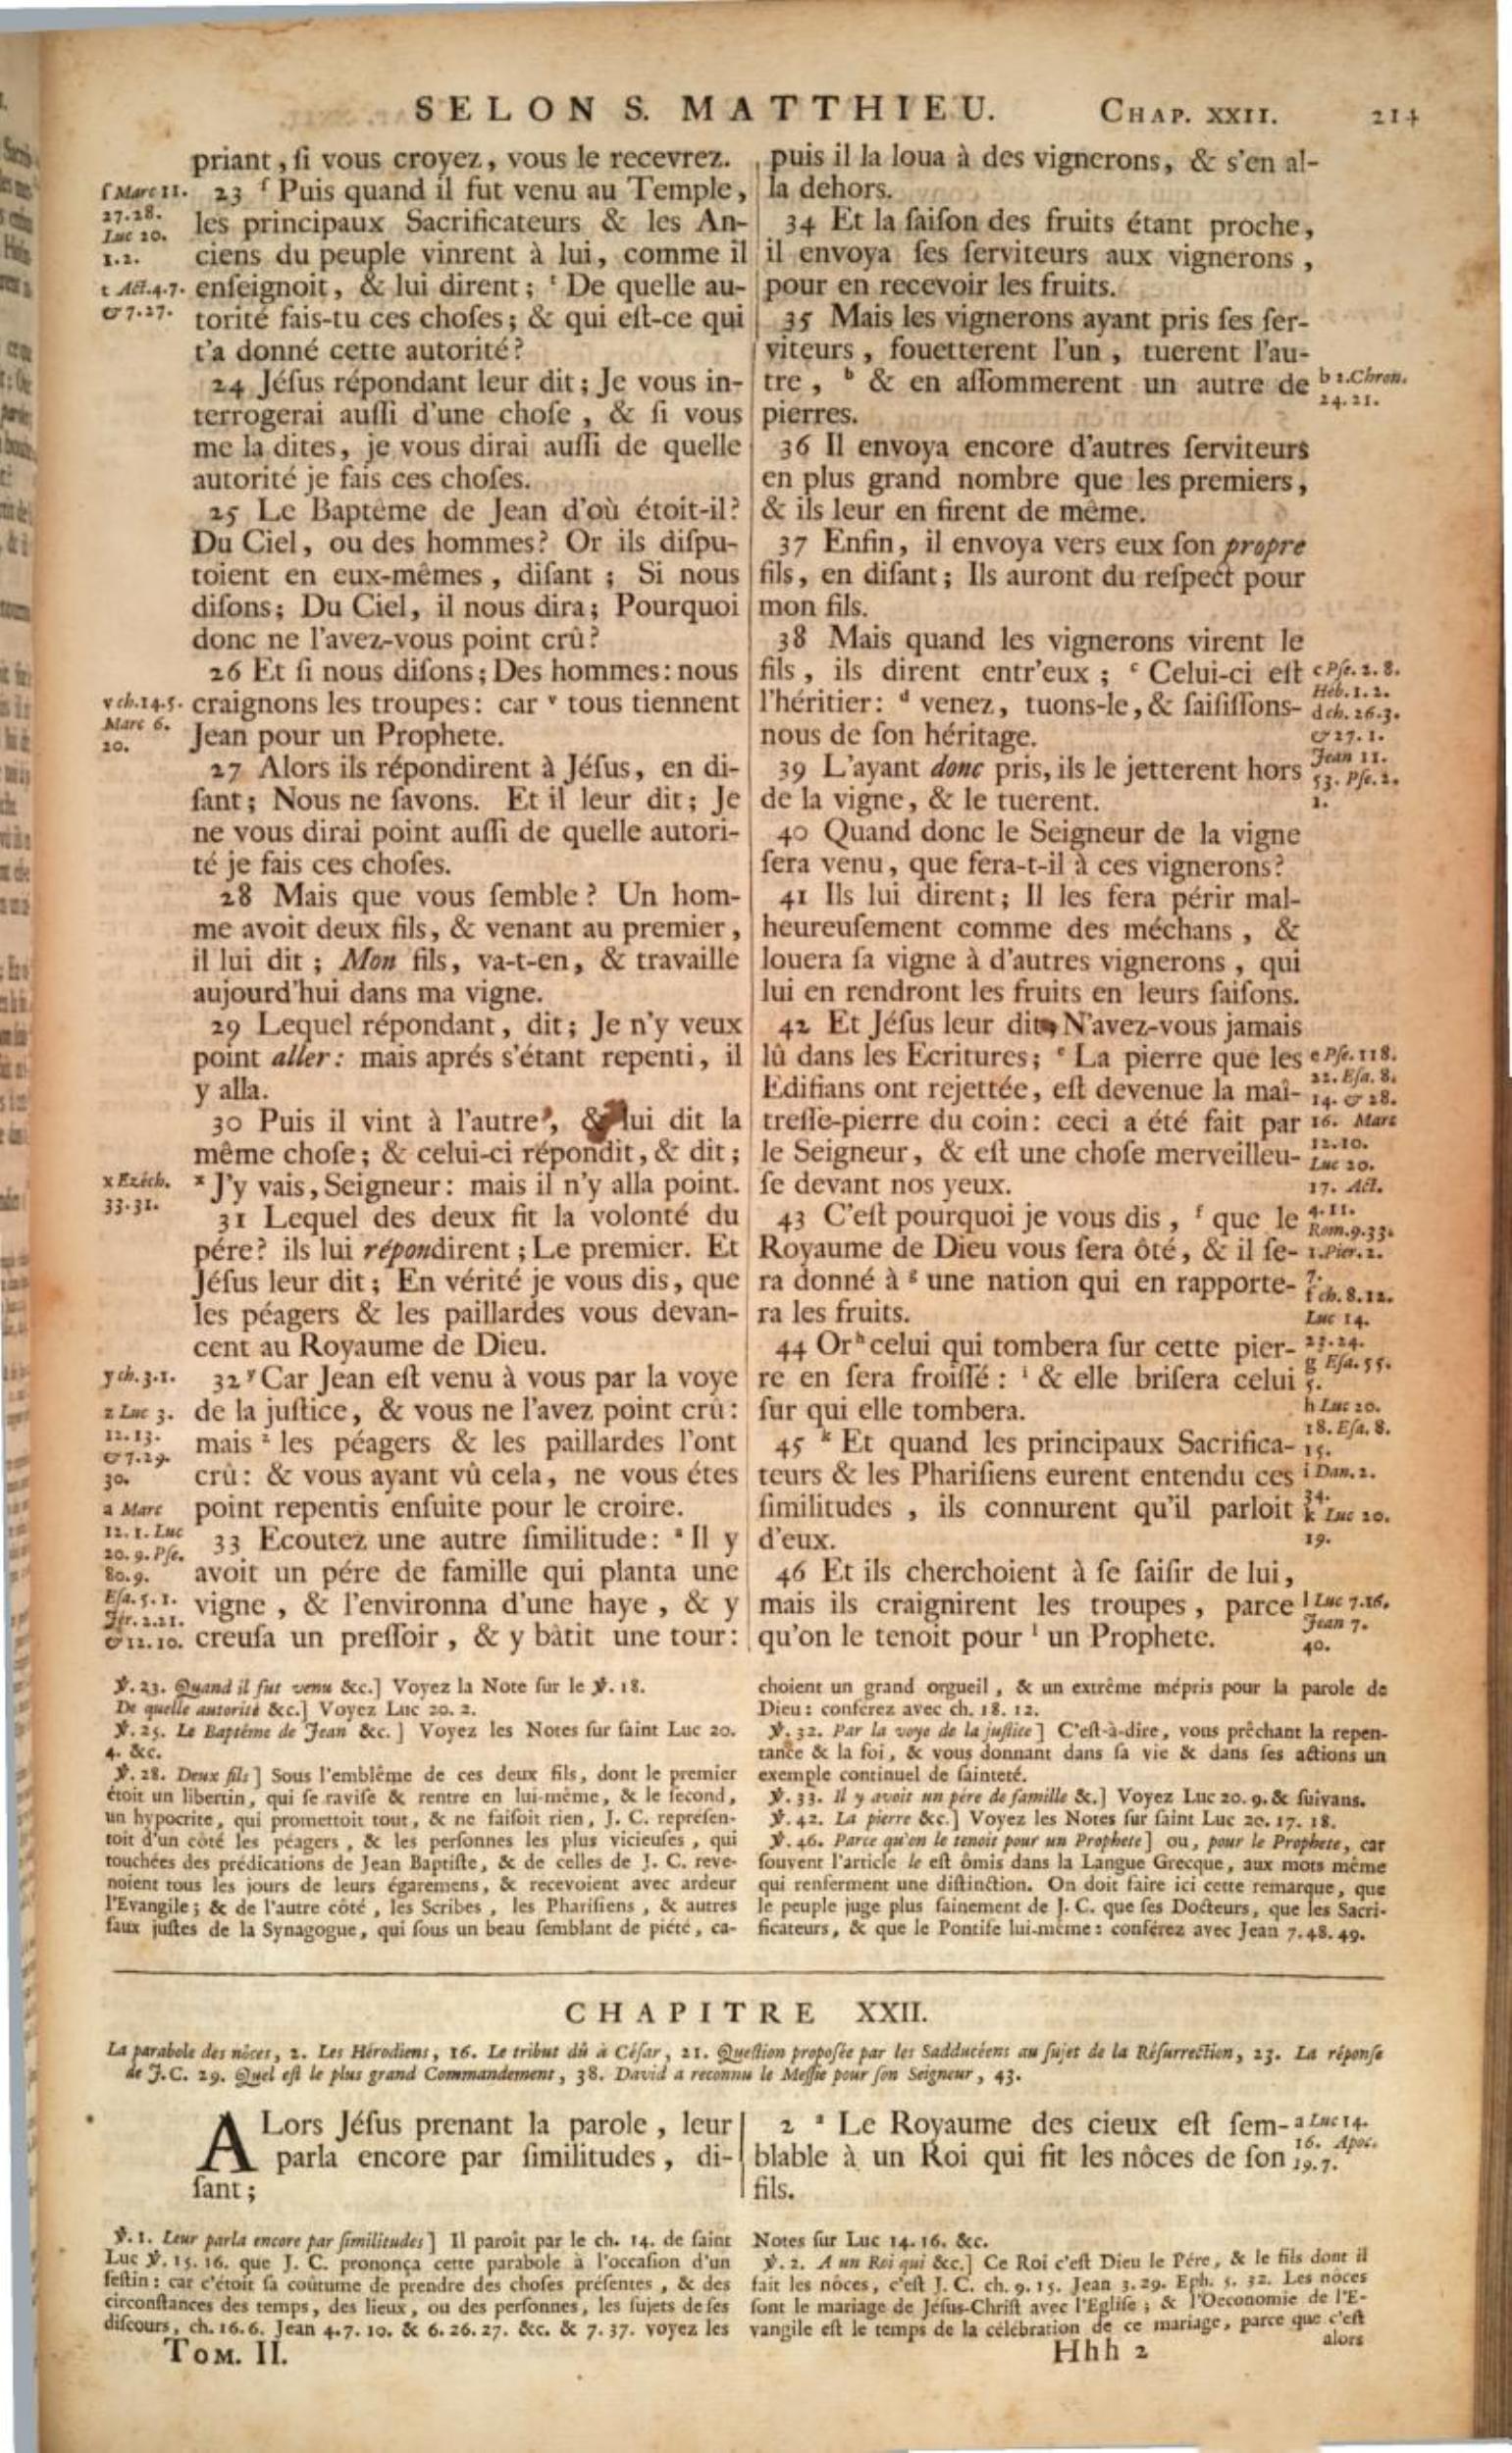 SELON S. MATTHIEU. CHAP. XXII. 214
priant, ſi vous croyez, vous le recevrez.
23 ſ Puis quand il fut venu au Temple,
les principaux Sacrificateurs & les An-
ciens du peuple vinrent à lui, comme il
enſeignoit, & lui dirent; t De quelle au-
torité fais-tu ces choſes; & qui eſt-ce qui
t'a donné cette autorité?
24 Jéſus répondant leur dit; Je vous in-
terrogerai auſſi d'une choſe, & ſi vous
me la dites, je vous dirai auſſi de quelle
autorité je fais ces choſes.
25 Le Baptême de Jean d'où étoit-il?
Du Ciel, ou des hommes? Or ils diſpu-
toient en eux-mêmes, diſant; Si nous
diſons; Du Ciel, il nous dira; Pourquoi
donc ne l'avez-vous point crû?
26 Et ſi nous diſons; Des hommes: nous
craignons les troupes: car v tous tiennent
Jean pour un Prophete.
27 Alors ils répondirent à Jéſus, en di-
ſant; Nous ne ſavons. Et il leur dit; Je
ne vous dirai point auſſi de quelle autori-
té je fais ces choſes.
28 Mais que vous ſemble? Un hom-
me avoit deux fils, & venant au premier,
il lui dit; Mon fils, va-t-en, & travaille
aujourd'hui dans ma vigne.
29 Lequel répondant, dit; Je n'y veux
point aller: mais aprés s'étant repenti, il
y alla.
30 Puis il vint à l'autre, & lui dit la
même choſe; & celui-ci répondit, & dit;
x J'y vais, Seigneur: mais il n'y alla point.
31 Lequel des deux fit la volonté du
pére? ils lui répondirent; Le premier. Et
Jéſus leur dit; En vérité je vous dis, que
les péagers & les paillardes vous devan-
cent au Royaume de Dieu.
32 y Car Jean eſt venu à vous par la voye
de la juſtice, & vous ne l'avez point crû:
mais z les péagers & les paillardes l'ont
crû: & vous ayant vû cela, ne vous étes
point repentis enſuite pour le croire.
33 Ecoutez une autre ſimilitude: a Il y
avoit un pére de famille qui planta une
vigne, & l'environna d'une haye, & y
creuſa un preſſoir, & y bâtit une tour:
ſ Marc 11.
27.28.
Luc 20.
1.2.
t Act.4.7.
& 7.27.
v ch.14.5.
Marc 6.
20.
x Ezéch.
33.31.
y ch.3.1.
z Luc 3.
12.13.
& 7.29.
30.
a Marc
12.1. Luc
20.9. Pſe.
80.9.
Eſa.5.1.
Jér.2.21.
& 12.10.
puis il la loua à des vignerons, & s'en al-
la dehors.
34 Et la ſaiſon des fruits étant proche,
il envoya ſes ſerviteurs aux vignerons,
pour en recevoir les fruits.
35 Mais les vignerons ayant pris ſes ſer-
viteurs, fouetterent l'un, tuerent l'au-
tre, b & en aſſommerent un autre de
pierres.
36 Il envoya encore d'autres ſerviteurs
en plus grand nombre que les premiers,
& ils leur en firent de même.
37 Enfin, il envoya vers eux ſon propre
fils, en diſant; Ils auront du reſpect pour
mon fils.
38 Mais quand les vignerons virent le
fils, ils dirent entr'eux; c Celui-ci eſt
l'héritier: d venez, tuons-le, & ſaiſiſſons-
nous de ſon héritage.
39 L'ayant donc pris, ils le jetterent hors
de la vigne, & le tuerent.
40 Quand donc le Seigneur de la vigne
ſera venu, que fera-t-il à ces vignerons?
41 Ils lui dirent; Il les fera périr mal-
heureuſement comme des méchans, &
louera ſa vigne à d'autres vignerons, qui
lui en rendront les fruits en leurs ſaiſons.
42 Et Jéſus leur dit; N'avez-vous jamais
lû dans les Ecritures; e La pierre que les
Edifians ont rejettée, eſt devenue la maî-
treſſe-pierre du coin: ceci a été fait par
le Seigneur, & eſt une choſe merveilleu-
ſe devant nos yeux.
43 C'eſt pourquoi je vous dis, f que le
Royaume de Dieu vous ſera ôté, & il ſe-
ra donné à g une nation qui en rapporte-
ra les fruits.
44 Or h celui qui tombera ſur cette pier-
re en ſera froiſſé: i & elle briſera celui
ſur qui elle tombera.
45 k Et quand les principaux Sacrifica-
teurs & les Phariſiens eurent entendu ces
ſimilitudes, ils connurent qu'il parloit
d'eux.
46 Et ils cherchoient à ſe ſaiſir de lui,
mais ils craignirent les troupes, parce
qu'on le tenoit pour l un Prophete.
b 2.Chron.
24.21.
c Pſe.2.8.
Héb.1.2.
d ch.26.3.
& 27.1.
Jean 11.
53. Pſe.2.
1.
e Pſe.118.
22. Eſa.8.
14. & 28.
16. Marc
12.10.
Luc 20.
17. Act.
4.11.
Rom.9.33.
1.Pier.2.
7.
f ch.8.12.
Luc 14.
23.24.
g Eſa.55.
5.
h Luc 20.
18. Eſa.8.
15.
i Dan.2.
34.
k Luc 20.
19.
l Luc 7.16.
Jean 7.
40.
℣. 23. Quand il fut venu &c.] Voyez la Note ſur le ℣. 18.
De quelle autorité &c.] Voyez Luc 20. 2.
℣. 25. Le Baptême de Jean &c.] Voyez les Notes ſur ſaint Luc 20.
4. &c.
℣. 28. Deux fils] Sous l'emblême de ces deux fils, dont le premier
étoit un libertin, qui ſe raviſe & rentre en lui-même, & le ſecond,
un hypocrite, qui promettoit tout, & ne faiſoit rien, J. C. repréſen-
toit d'un côté les péagers, & les perſonnes les plus vicieuſes, qui
touchées des prédications de Jean Baptiſte, & de celles de J. C. reve-
noient tous les jours de leurs égaremens, & recevoient avec ardeur
l'Evangile; & de l'autre côté, les Scribes, les Phariſiens, & autres
faux juſtes de la Synagogue, qui ſous un beau ſemblant de piété, ca-
choient un grand orgueil, & un extrême mépris pour la parole de
Dieu: conférez avec ch. 18. 12.
℣. 32. Par la voye de la juſtice] C'eſt-à-dire, vous prêchant la repen-
tance & la foi, & vous donnant dans ſa vie & dans ſes actions un
exemple continuel de ſainteté.
℣. 33. Il y avoit un pére de famille &c.] Voyez Luc 20. 9. & ſuivans.
℣. 42. La pierre &c.] Voyez les Notes ſur ſaint Luc 20. 17. 18.
℣. 46. Parce qu'on le tenoit pour un Prophete] ou, pour le Prophete, car
ſouvent l'article le eſt ômis dans la Langue Grecque, aux mots même
qui renferment une diſtinction. On doit faire ici cette remarque, que
le peuple juge plus ſainement de J. C. que ſes Docteurs, que les Sacri-
ficateurs, & que le Pontife lui-même: conférez avec Jean 7. 48. 49.
CHAPITRE XXII.
La parabole des nôces, 2. Les Hérodiens, 16. Le tribut dû à Céſar, 21. Queſtion propoſée par les Sadducéens au ſujet de la Réſurrection, 23. La réponſe
de J. C. 29. Quel eſt le plus grand Commandement, 38. David a reconnu le Meſſie pour ſon Seigneur, 43.
ALors Jéſus prenant la parole, leur
parla encore par ſimilitudes, di-
ſant;
2 a Le Royaume des cieux eſt ſem-
blable à un Roi qui fit les nôces de ſon
fils.
a Luc 14.
16. Apoc.
19.7.
℣. 1. Leur parla encore par ſimilitudes] Il paroît par le ch. 14. de ſaint
Luc ℣. 15. 16. que J. C. prononça cette parabole à l'occaſion d'un
feſtin: car c'étoit ſa coûtume de prendre des choſes préſentes, & des
circonſtances des temps, des lieux, ou des perſonnes, les ſujets de ſes
diſcours, ch. 16. 6. Jean 4. 7. 10. & 6. 26. 27. &c. & 7. 37. voyez les
Notes ſur Luc 14. 16. &c.
℣. 2. A un Roi qui &c.] Ce Roi c'eſt Dieu le Pére, & le fils dont il
fait les nôces, c'eſt J. C. ch. 9. 15. Jean 3. 29. Eph. 5. 32. Les nôces
ſont le mariage de Jéſus-Chriſt avec l'Egliſe; & l'Oeconomie de l'E-
vangile eſt le temps de la célébration de ce mariage, parce que c'eſt
alors
TOM. II. Hhh 2